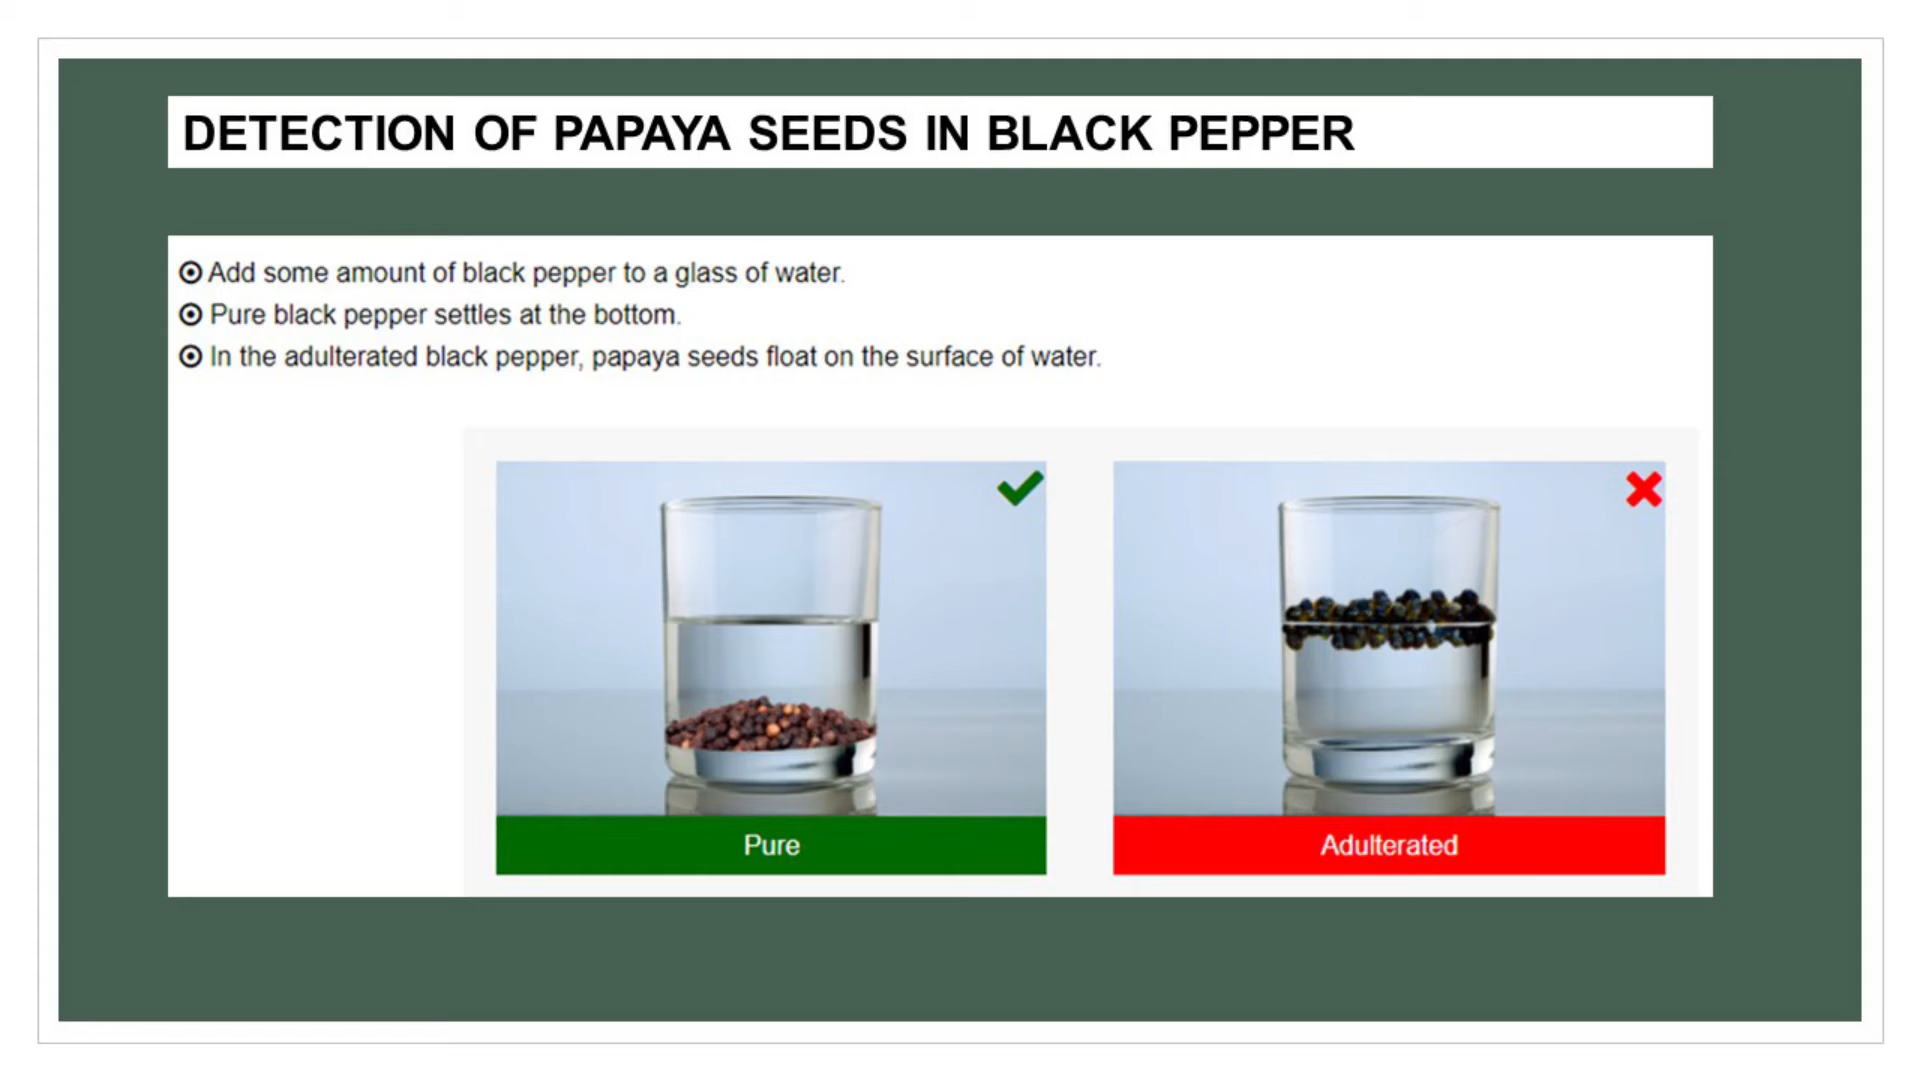 DETECTION OF PAPAYA SEEDS IN BLACK PEPPER
Add some amount of black pepper to a glass of water.
Pure black pepper settles at the bottom.
In the adulterated black pepper, papaya seeds float on the surface of water.
Pure
Adulterated